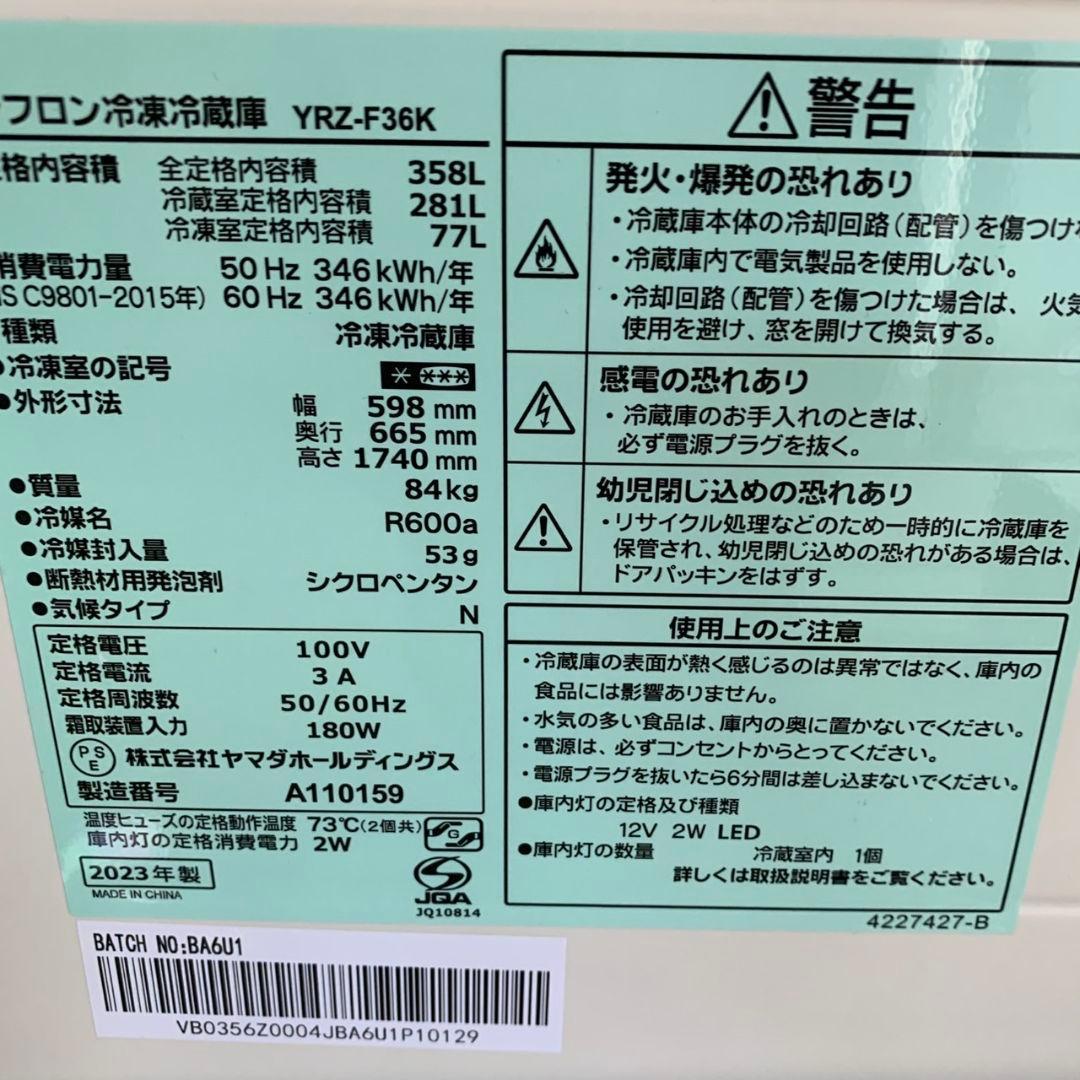 フロン冷凍冷蔵庫 YRZ-F36K
格内容積 全定格内容積 358L
冷蔵室定格内容積 281L
冷凍室定格内容積 77L
消費電力量 50Hz 346kWh/年
C9801-2015年) 60Hz 346kWh/年
種類 冷凍冷蔵庫
●冷凍室の記号 * ***
●外形寸法 幅 598 mm
奥行 665 mm
高さ 1740 mm
●質量 84kg
●冷媒名 R600a
●冷媒封入量 53g
●断熱材用発泡剤 シクロペンタン
●気候タイプ N
定格電圧 100V
定格電流 3A
定格周波数 50/60Hz
霜取装置入力 180W
PSE 株式会社ヤマダホールディングス
製造番号 A110159
温度ヒューズの定格動作温度 73℃(2個共)
G
庫内灯の定格消費電力 2W
2023年製
MADE IN CHINA
JQA
JQ10814
警告
発火・爆発の恐れあり
・冷蔵庫本体の冷却回路(配管)を傷つけ
・冷蔵庫内で電気製品を使用しない。
・冷却回路(配管)を傷つけた場合は、火気
使用を避け、窓を開けて換気する。
感電の恐れあり
・冷蔵庫のお手入れのときは、
必ず電源プラグを抜く。
幼児閉じ込めの恐れあり
・リサイクル処理などのため一時的に冷蔵庫を
保管され、幼児閉じ込めの恐れがある場合は、
ドアパッキンをはずす。
使用上のご注意
・冷蔵庫の表面が熱く感じるのは異常ではなく、庫内の
食品には影響ありません。
・水気の多い食品は、庫内の奥に置かないでください。
・電源は、必ずコンセントからとってください。
・電源プラグを抜いたら6分間は差し込まないでください。
●庫内灯の定格及び種類
12V 2W LED
●庫内灯の数量 冷蔵室内 1個
詳しくは取扱説明書をご覧ください。
4227427-B
BATCH NO:BA6U1
VB0356Z0004JBA6U1P10129